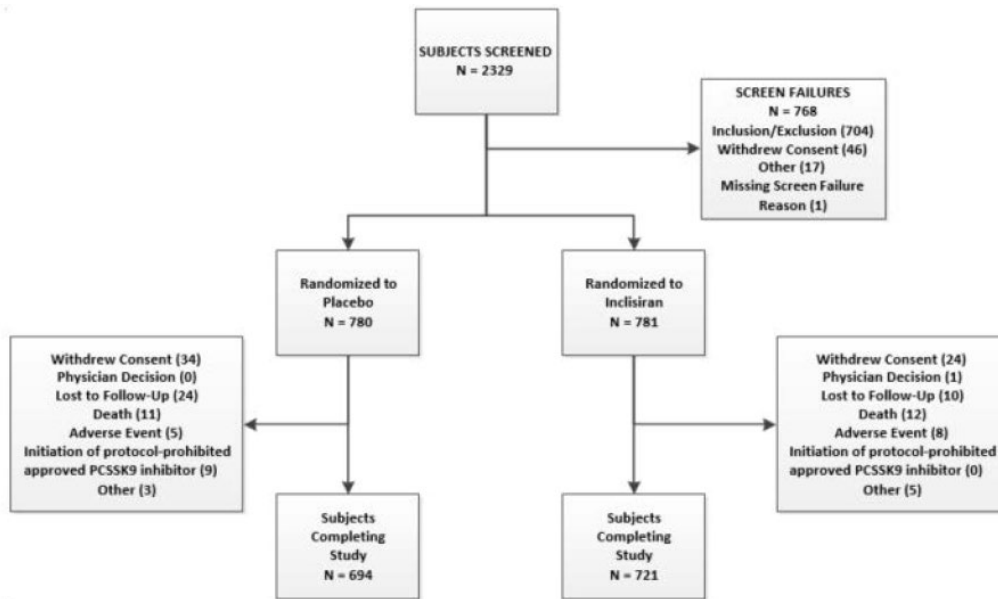 SUBJECTS SCREENED
N = 2329
SCREEN FAILURES
N = 768
Inclusion/Exclusion (704)
Withdrew Consent (46)
Other (17)
Missing Screen Failure
Reason (1)
Randomized to
Placebo
N = 780
Randomized to
Inclisiran
N = 781
Withdrew Consent (34)
Physician Decision (0)
Lost to Follow-Up (24)
Death (11)
Adverse Event (5)
Initiation of protocol-prohibited
approved PCSSK9 inhibitor (9)
Other (3)
Withdrew Consent (24)
Physician Decision (1)
Lost to Follow-Up (10)
Death (12)
Adverse Event (8)
Initiation of protocol-prohibited
approved PCSSK9 inhibitor (0)
Other (5)
Subjects
Completing
Study
N = 694
Subjects
Completing
Study
N = 721